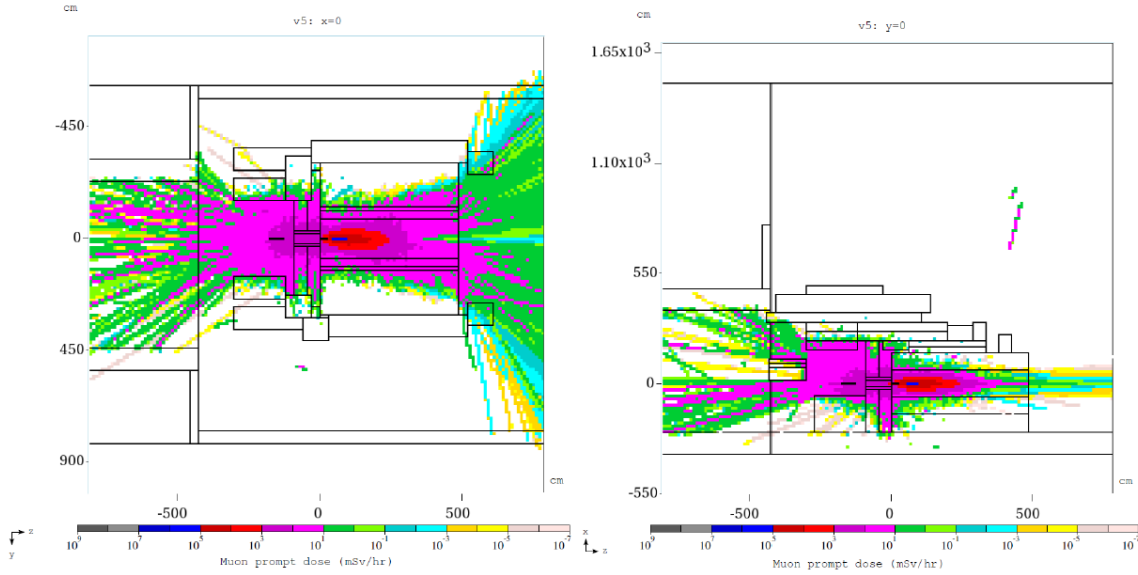 cm
v5: x=0
-450
0
450
900
cm
-500
0
500
10^9
10^7
10^5
10^3
10^1
10^-1
10^-3
10^-5
10^-7
Muon prompt dose (mSv/hr)
z
y
cm
v5: y=0
1.65x10^3
1.10x10^3
550
0
-550
cm
-500
0
500
10^9
10^7
10^5
10^3
10^1
10^-1
10^-3
10^-5
10^-7
Muon prompt dose (mSv/hr)
x
z